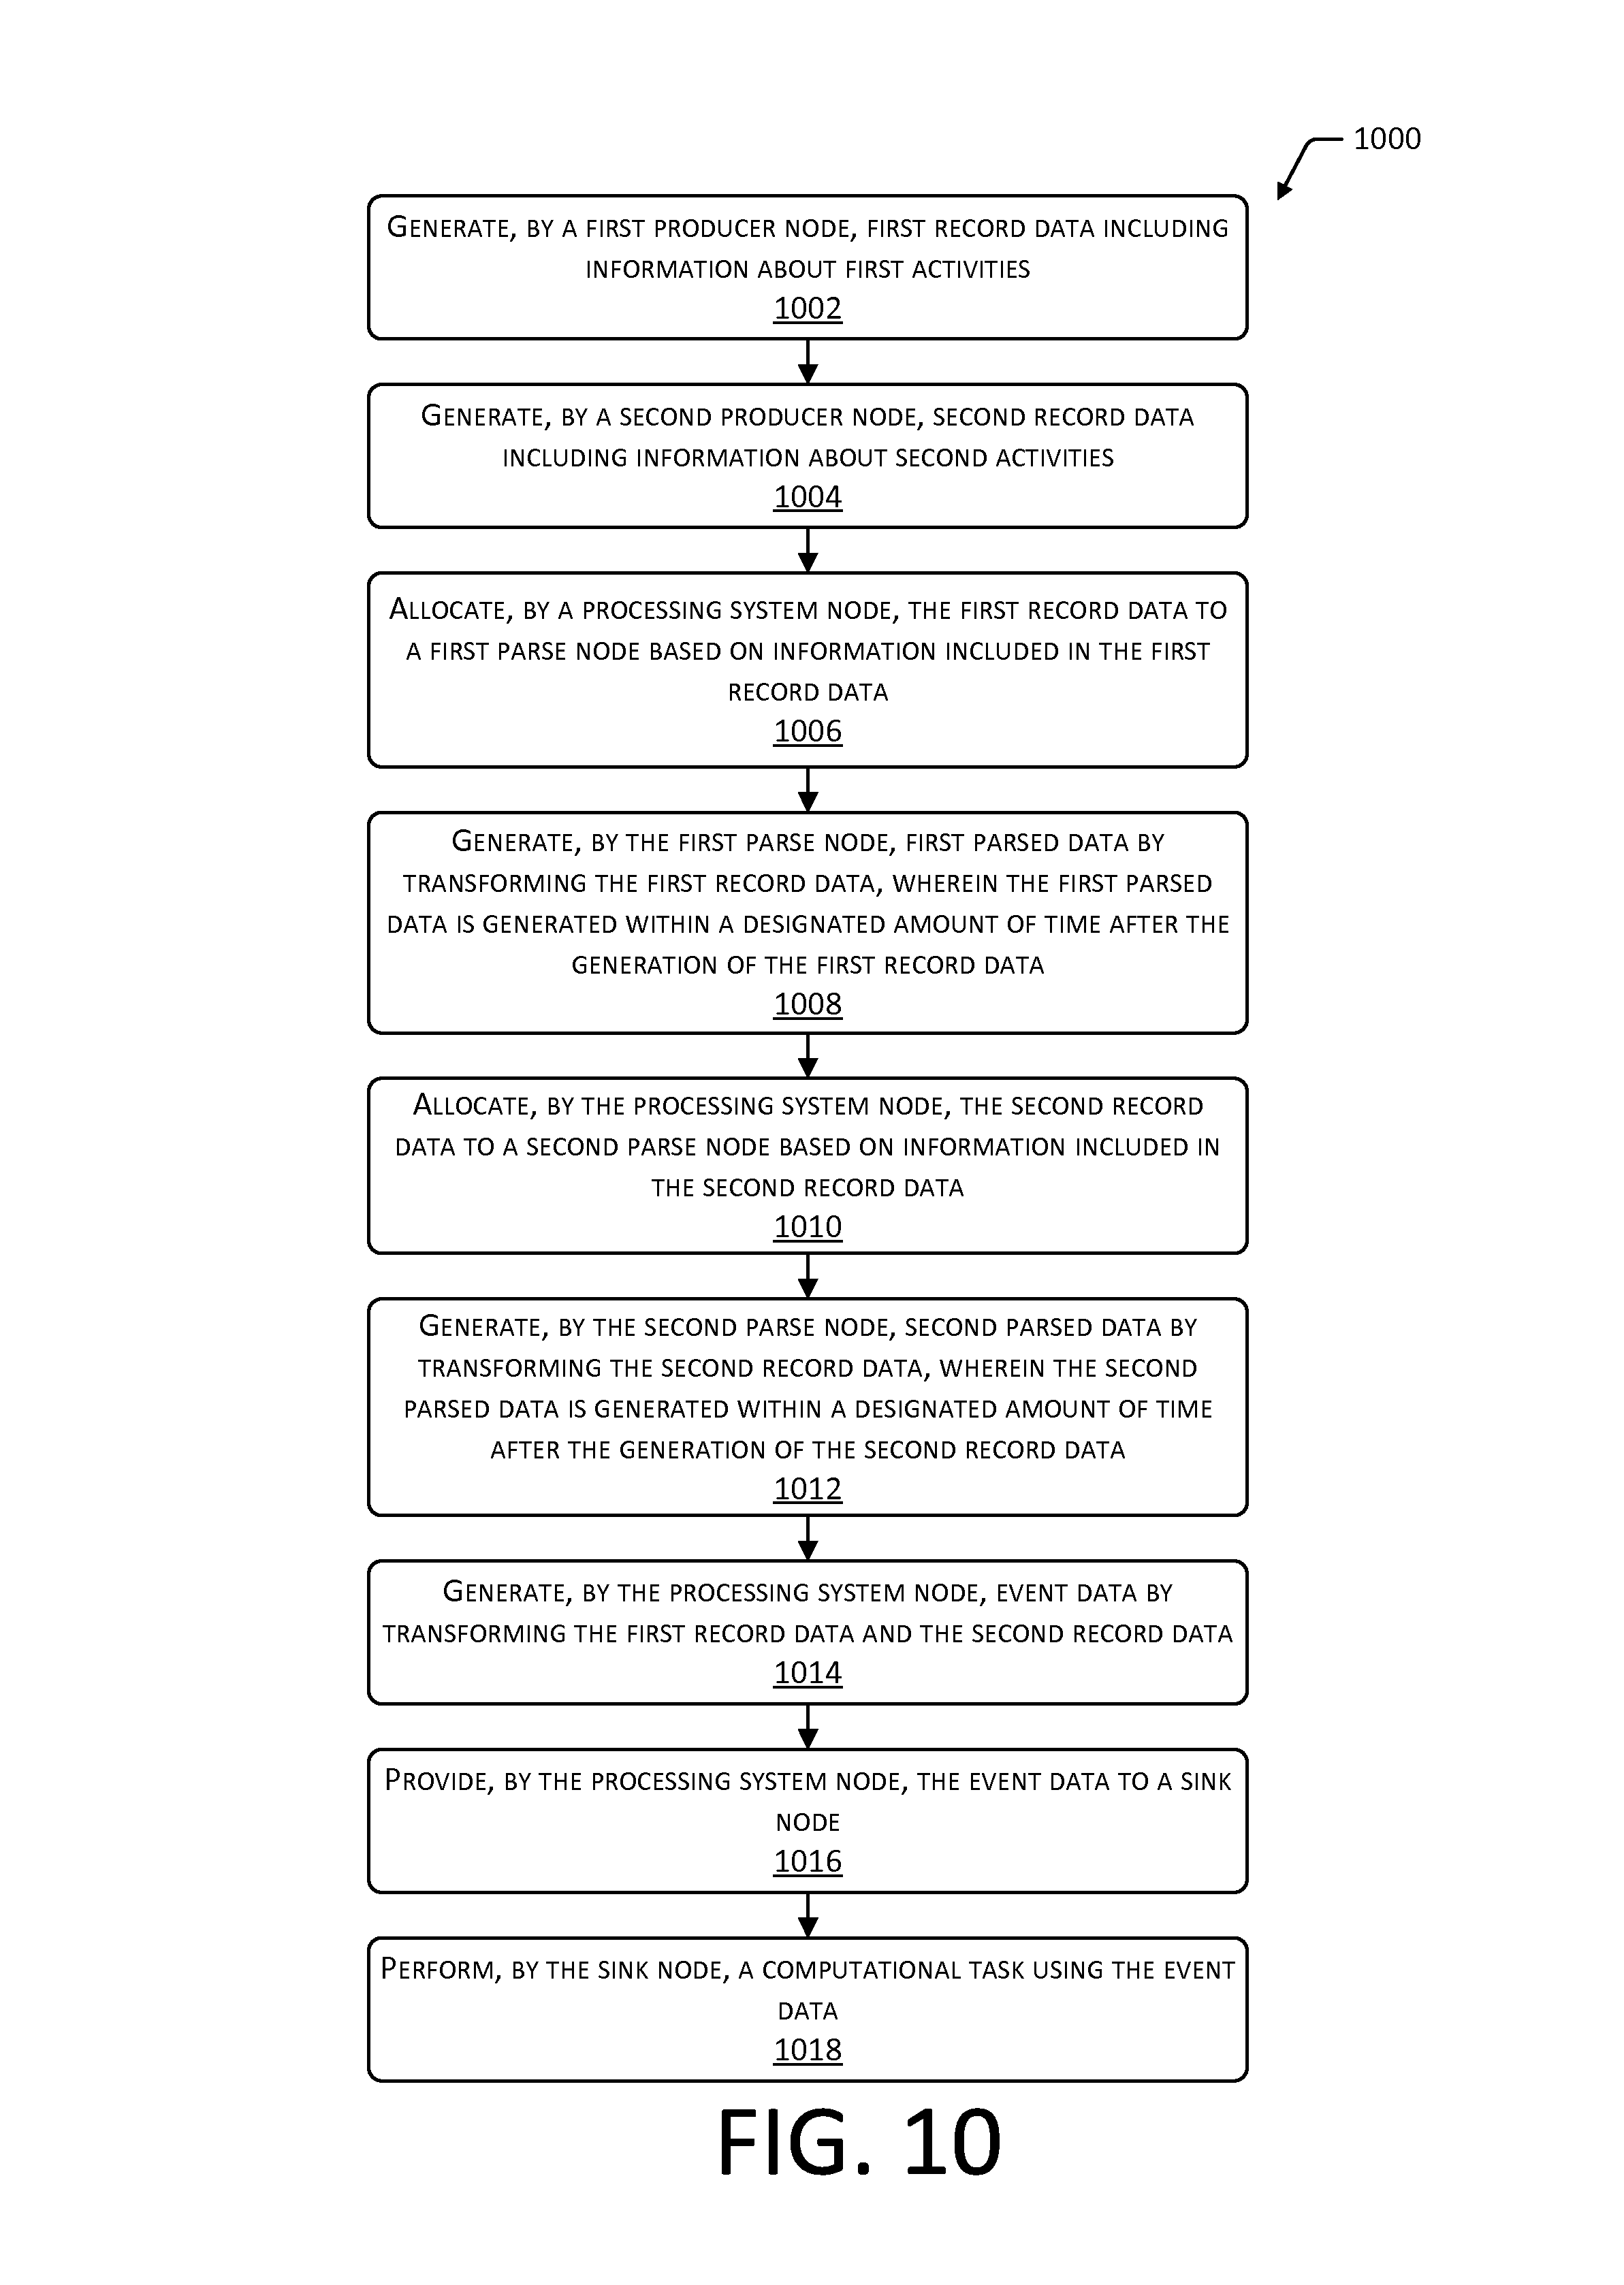 1000
Generate, by a first producer node, first record data including
information about first activities
1002
Generate, by a second producer node, second record data
including information about second activities
1004
Allocate, by a processing system node, the first record data to
a first parse node based on information included in the first
record data
1006
Generate, by the first parse node, first parsed data by
transforming the first record data, wherein the first parsed
data is generated within a designated amount of time after the
generation of the first record data
1008
Allocate, by the processing system node, the second record
data to a second parse node based on information included in
the second record data
1010
Generate, by the second parse node, second parsed data by
transforming the second record data, wherein the second
parsed data is generated within a designated amount of time
after the generation of the second record data
1012
Generate, by the processing system node, event data by
transforming the first record data and the second record data
1014
Provide, by the processing system node, the event data to a sink
node
1016
Perform, by the sink node, a computational task using the event
data
1018
FIG. 10